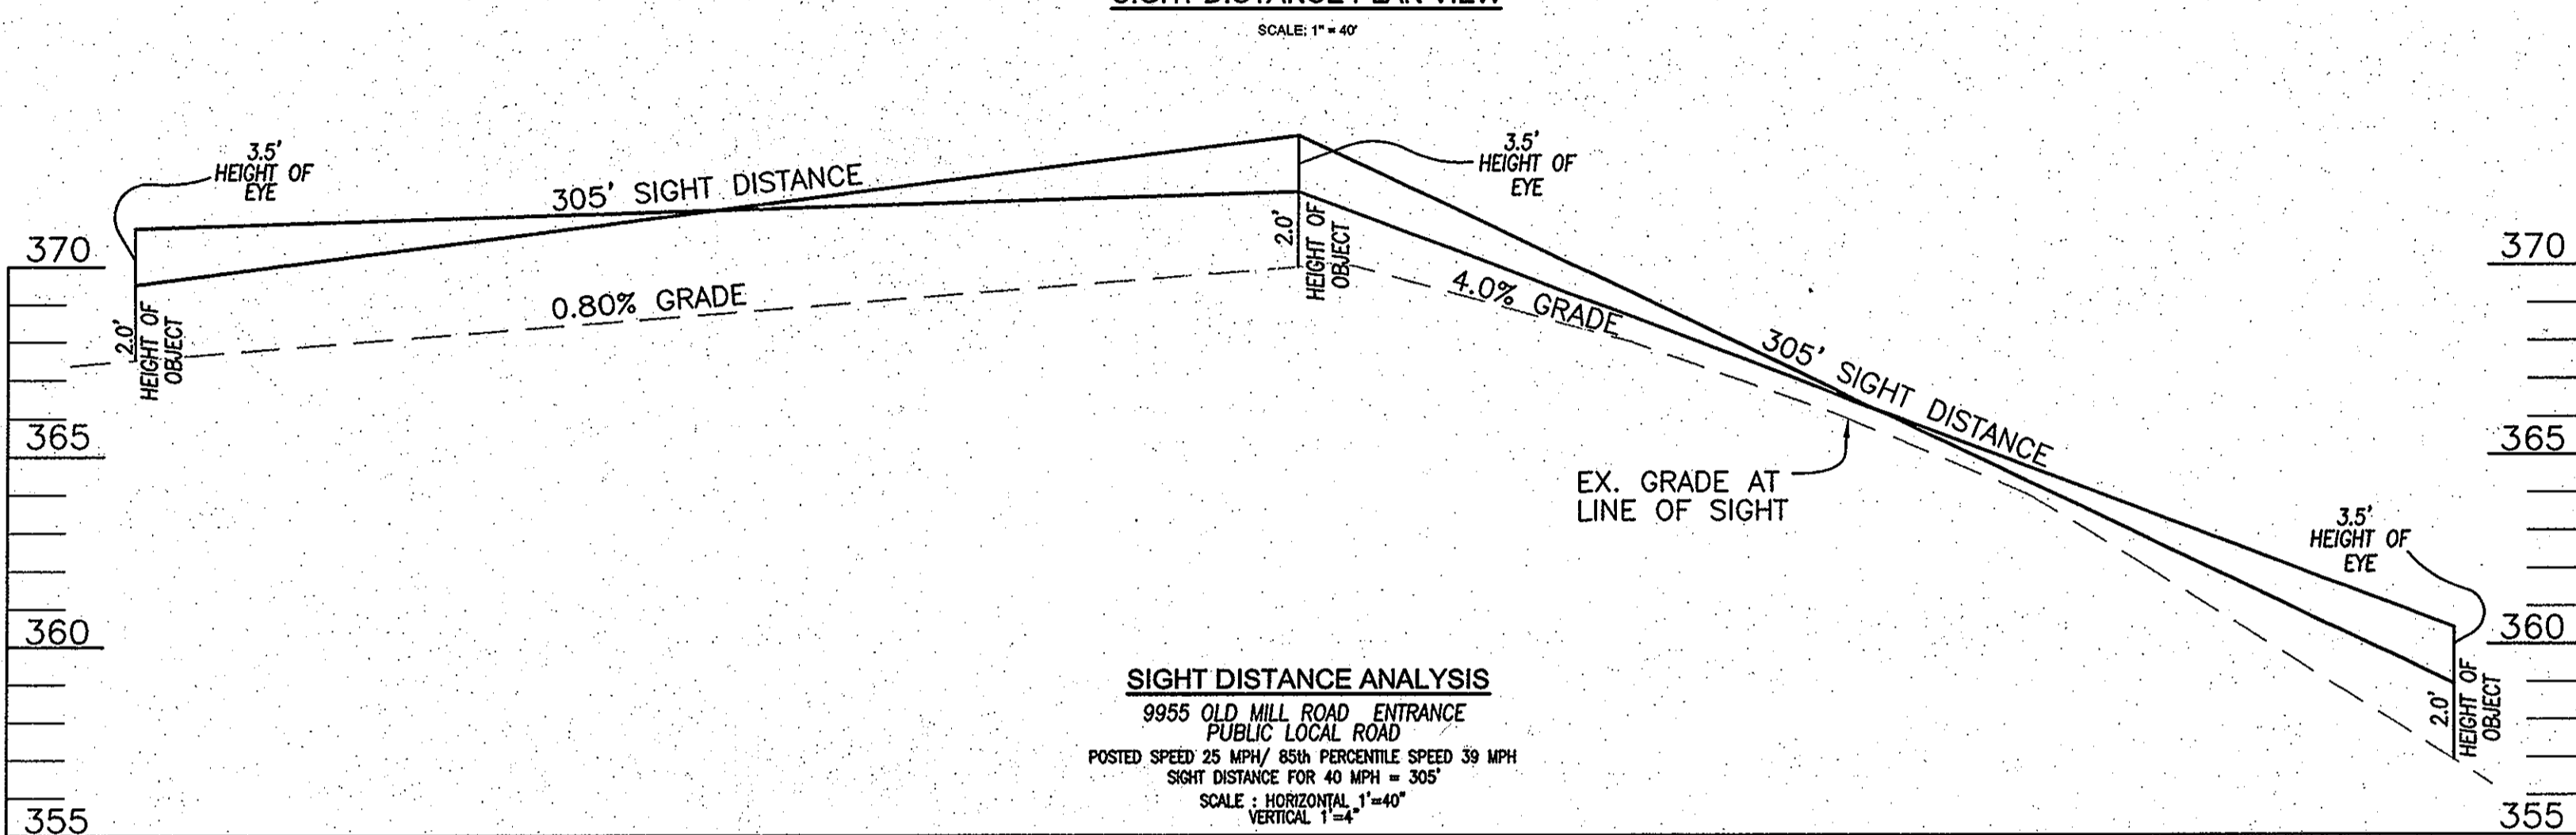 SIGHT DISTANCE PLAN VIEW
SCALE: 1" = 40'
3.5'
HEIGHT OF
EYE
305' SIGHT DISTANCE
3.5'
HEIGHT OF
EYE
370
370
2.0'
HEIGHT OF
OBJECT
0.80% GRADE
2.0'
HEIGHT OF
OBJECT
4.0% GRADE
305' SIGHT DISTANCE
365
365
EX. GRADE AT
LINE OF SIGHT
3.5'
HEIGHT OF
EYE
360
360
2.0'
HEIGHT OF
OBJECT
SIGHT DISTANCE ANALYSIS
9955 OLD MILL ROAD ENTRANCE
PUBLIC LOCAL ROAD
POSTED SPEED 25 MPH/ 85th PERCENTILE SPEED 39 MPH
SIGHT DISTANCE FOR 40 MPH = 305'
SCALE : HORIZONTAL 1'=40"
VERTICAL 1'=4"
355
355